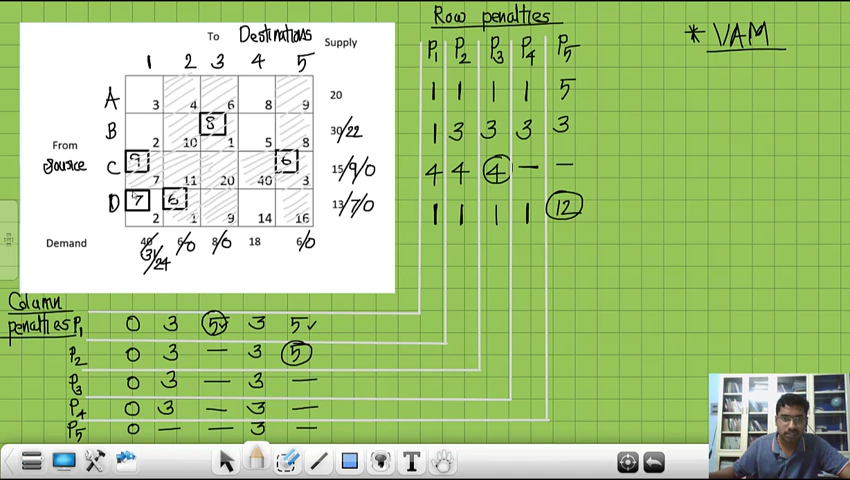 Row penalties
* VAM
To Destinations
P1 P2 P3 P4 P5
1 2 3 4 5 Supply
A 3 4 6 8 9 20 1 1 1 1 5
8
B 2 10 1 5 8 30/22 1 3 3 3 3
From
Source
9 6
C 7 11 20 40 3 15/9/0 4 4 4 — —
7 6
D 2 1 9 14 16 13/7/0 1 1 1 1 12
Demand 40/31/24 6/0 8/0 18 6/0
Column
penalties P1 0 3 5✓ 3 5✓
P2 0 3 — 3 5
P3 0 3 — 3 —
P4 0 3 — 3 —
P5 0 — — 3 —
T